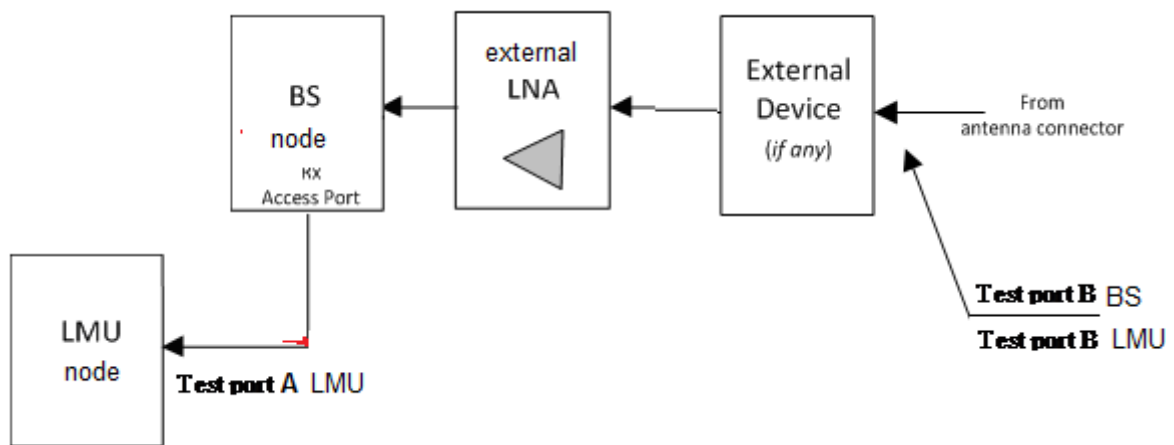 BS
node
RX
Access Port
external
LNA
External
Device
(if any)
From
antenna connector
LMU
node
Test port A LMU
Test port B BS
Test port B LMU